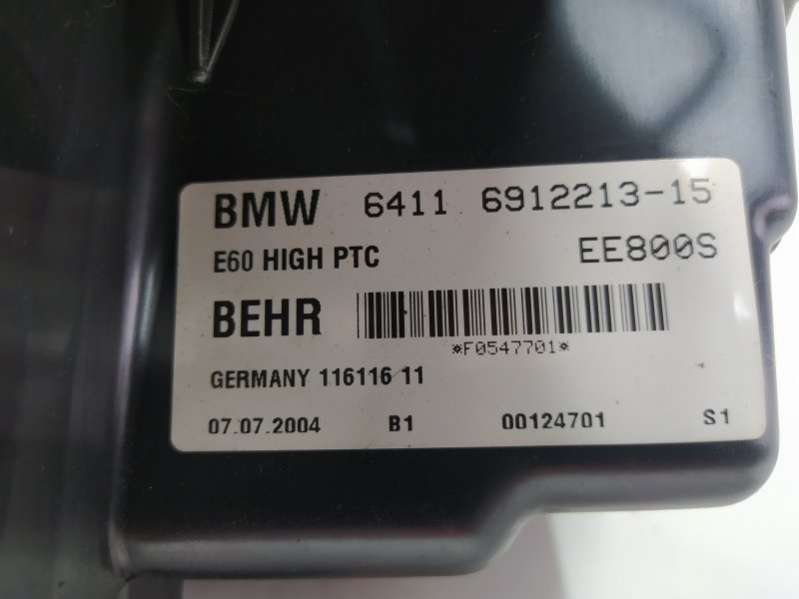 BMW 6411 6912213-15
E60 HIGH PTC EE800S
BEHR
*F0547701*
GERMANY 116116 11
07.07.2004 B1 00124701 S1